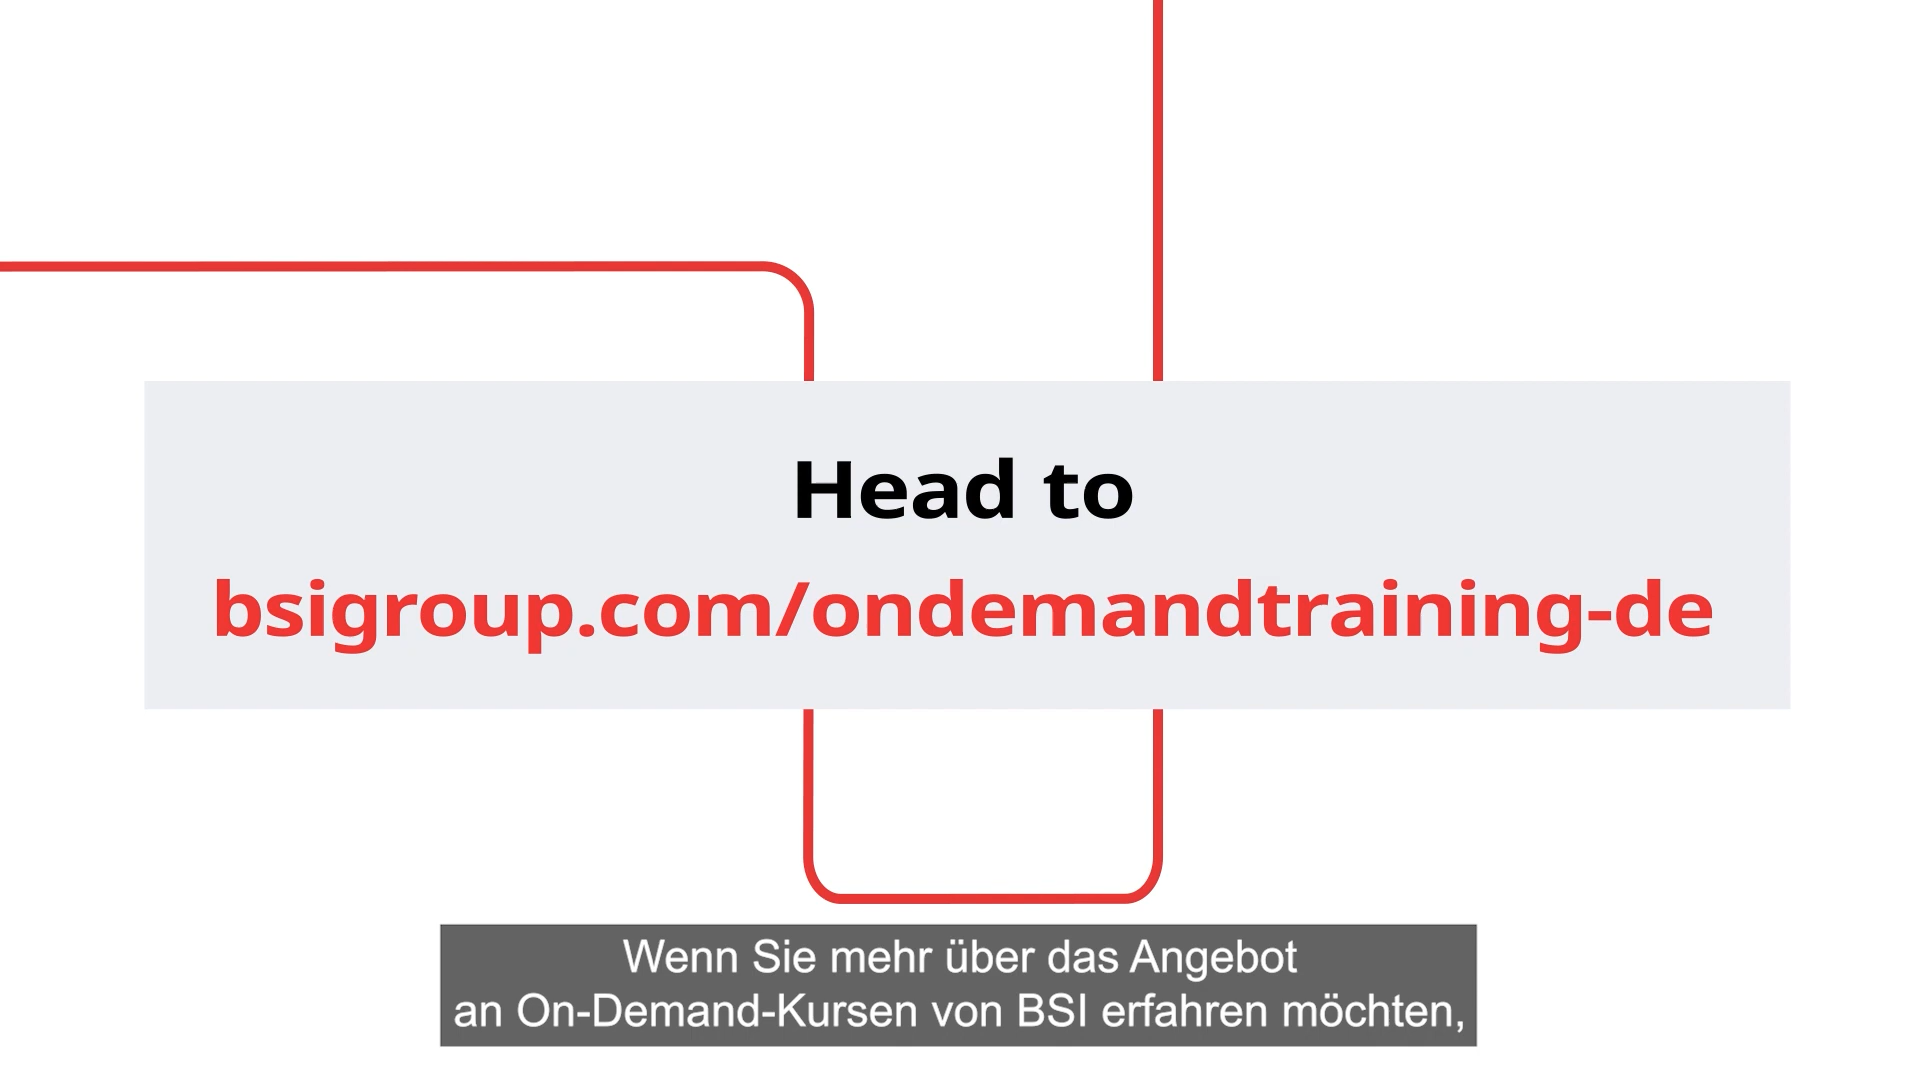 Head to
bsigroup.com/ondemandtraining-de
Wenn Sie mehr über das Angebot
an On-Demand-Kursen von BSI erfahren möchten,